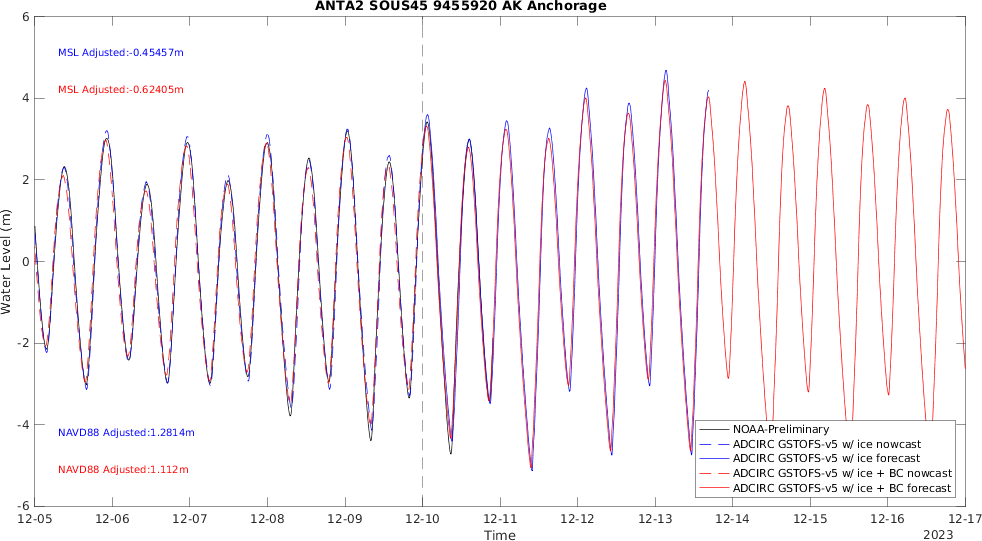 ANTA2 SOUS45 9455920 AK Anchorage
6
4
2
0
-2
-4
-6
Water Level (m)
MSL Adjusted:-0.45457m
MSL Adjusted:-0.62405m
NAVD88 Adjusted:1.2814m
NAVD88 Adjusted:1.112m
NOAA-Preliminary
ADCIRC GSTOFS-v5 w/ ice nowcast
ADCIRC GSTOFS-v5 w/ ice forecast
ADCIRC GSTOFS-v5 w/ ice + BC nowcast
ADCIRC GSTOFS-v5 w/ ice + BC forecast
12-05 12-06 12-07 12-08 12-09 12-10 12-11 12-12 12-13 12-14 12-15 12-16 12-17
Time
2023